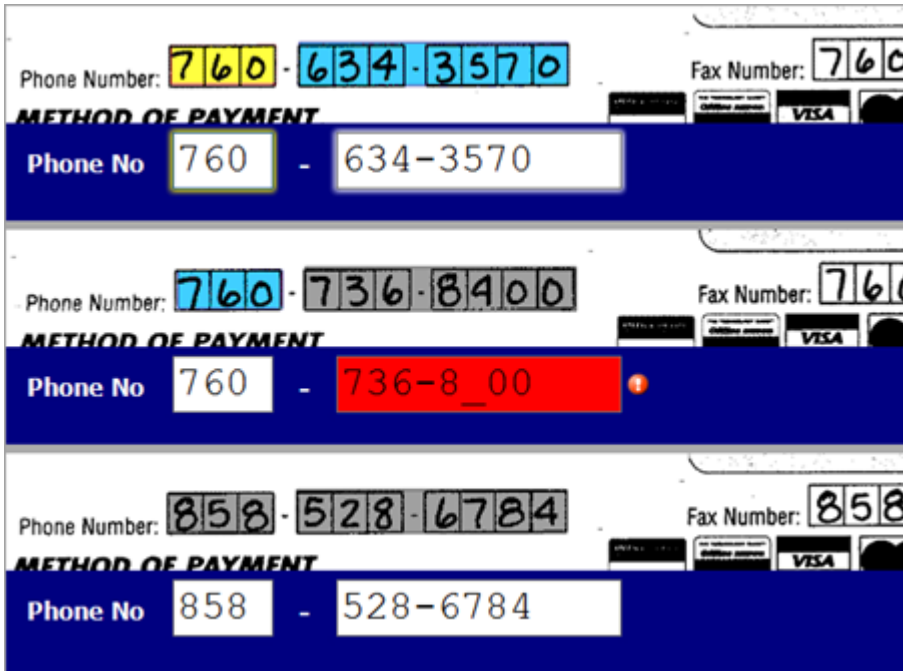 Phone Number: 760-634-3570 Fax Number: 760
METHOD OF PAYMENT VISA
Phone No 760 - 634-3570
Phone Number: 760-736-8400 Fax Number: 760
METHOD OF PAYMENT VISA
Phone No 760 - 736-8_00
Phone Number: 858-528-6784 Fax Number: 858
METHOD OF PAYMENT VISA
Phone No 858 - 528-6784